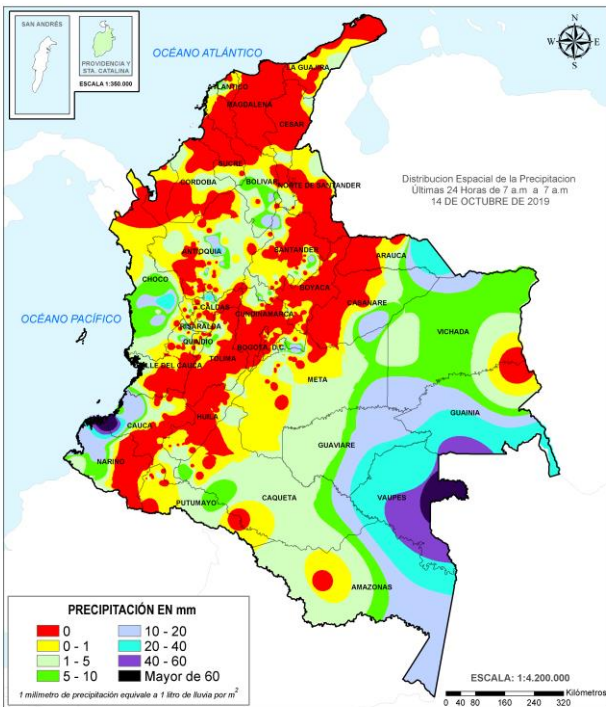 SAN ANDRÉS
PROVIDENCIA Y
STA. CATALINA
ESCALA 1:350.000
OCÉANO ATLÁNTICO
N
W E
S
LA GUAJIRA
ATLANTICO
MAGDALENA
CESAR
SUCRE
CORDOBA
BOLIVAR
NORTE DE SANTANDER
Distribucion Espacial de la Precipitacion
Últimas 24 Horas de 7 a.m a 7 a.m
14 DE OCTUBRE DE 2019
ANTIOQUIA
SANTANDER
ARAUCA
CHOCO
BOYACA
CASANARE
OCÉANO PACÍFICO
CALDAS
CUNDINAMARCA
VICHADA
RISARALDA
QUINDIO
BOGOTA, D.C.
TOLIMA
VALLE DEL CAUCA
META
GUAINIA
CAUCA
HUILA
GUAVIARE
NARIÑO
PUTUMAYO
CAQUETA
VAUPES
AMAZONAS
PRECIPITACIÓN EN mm
0
0 - 1
1 - 5
5 - 10
10 - 20
20 - 40
40 - 60
Mayor de 60
1 milímetro de precipitación equivale a 1 litro de lluvia por m²
ESCALA: 1:4.200.000
Kilómetros
0 40 80 160 240 320